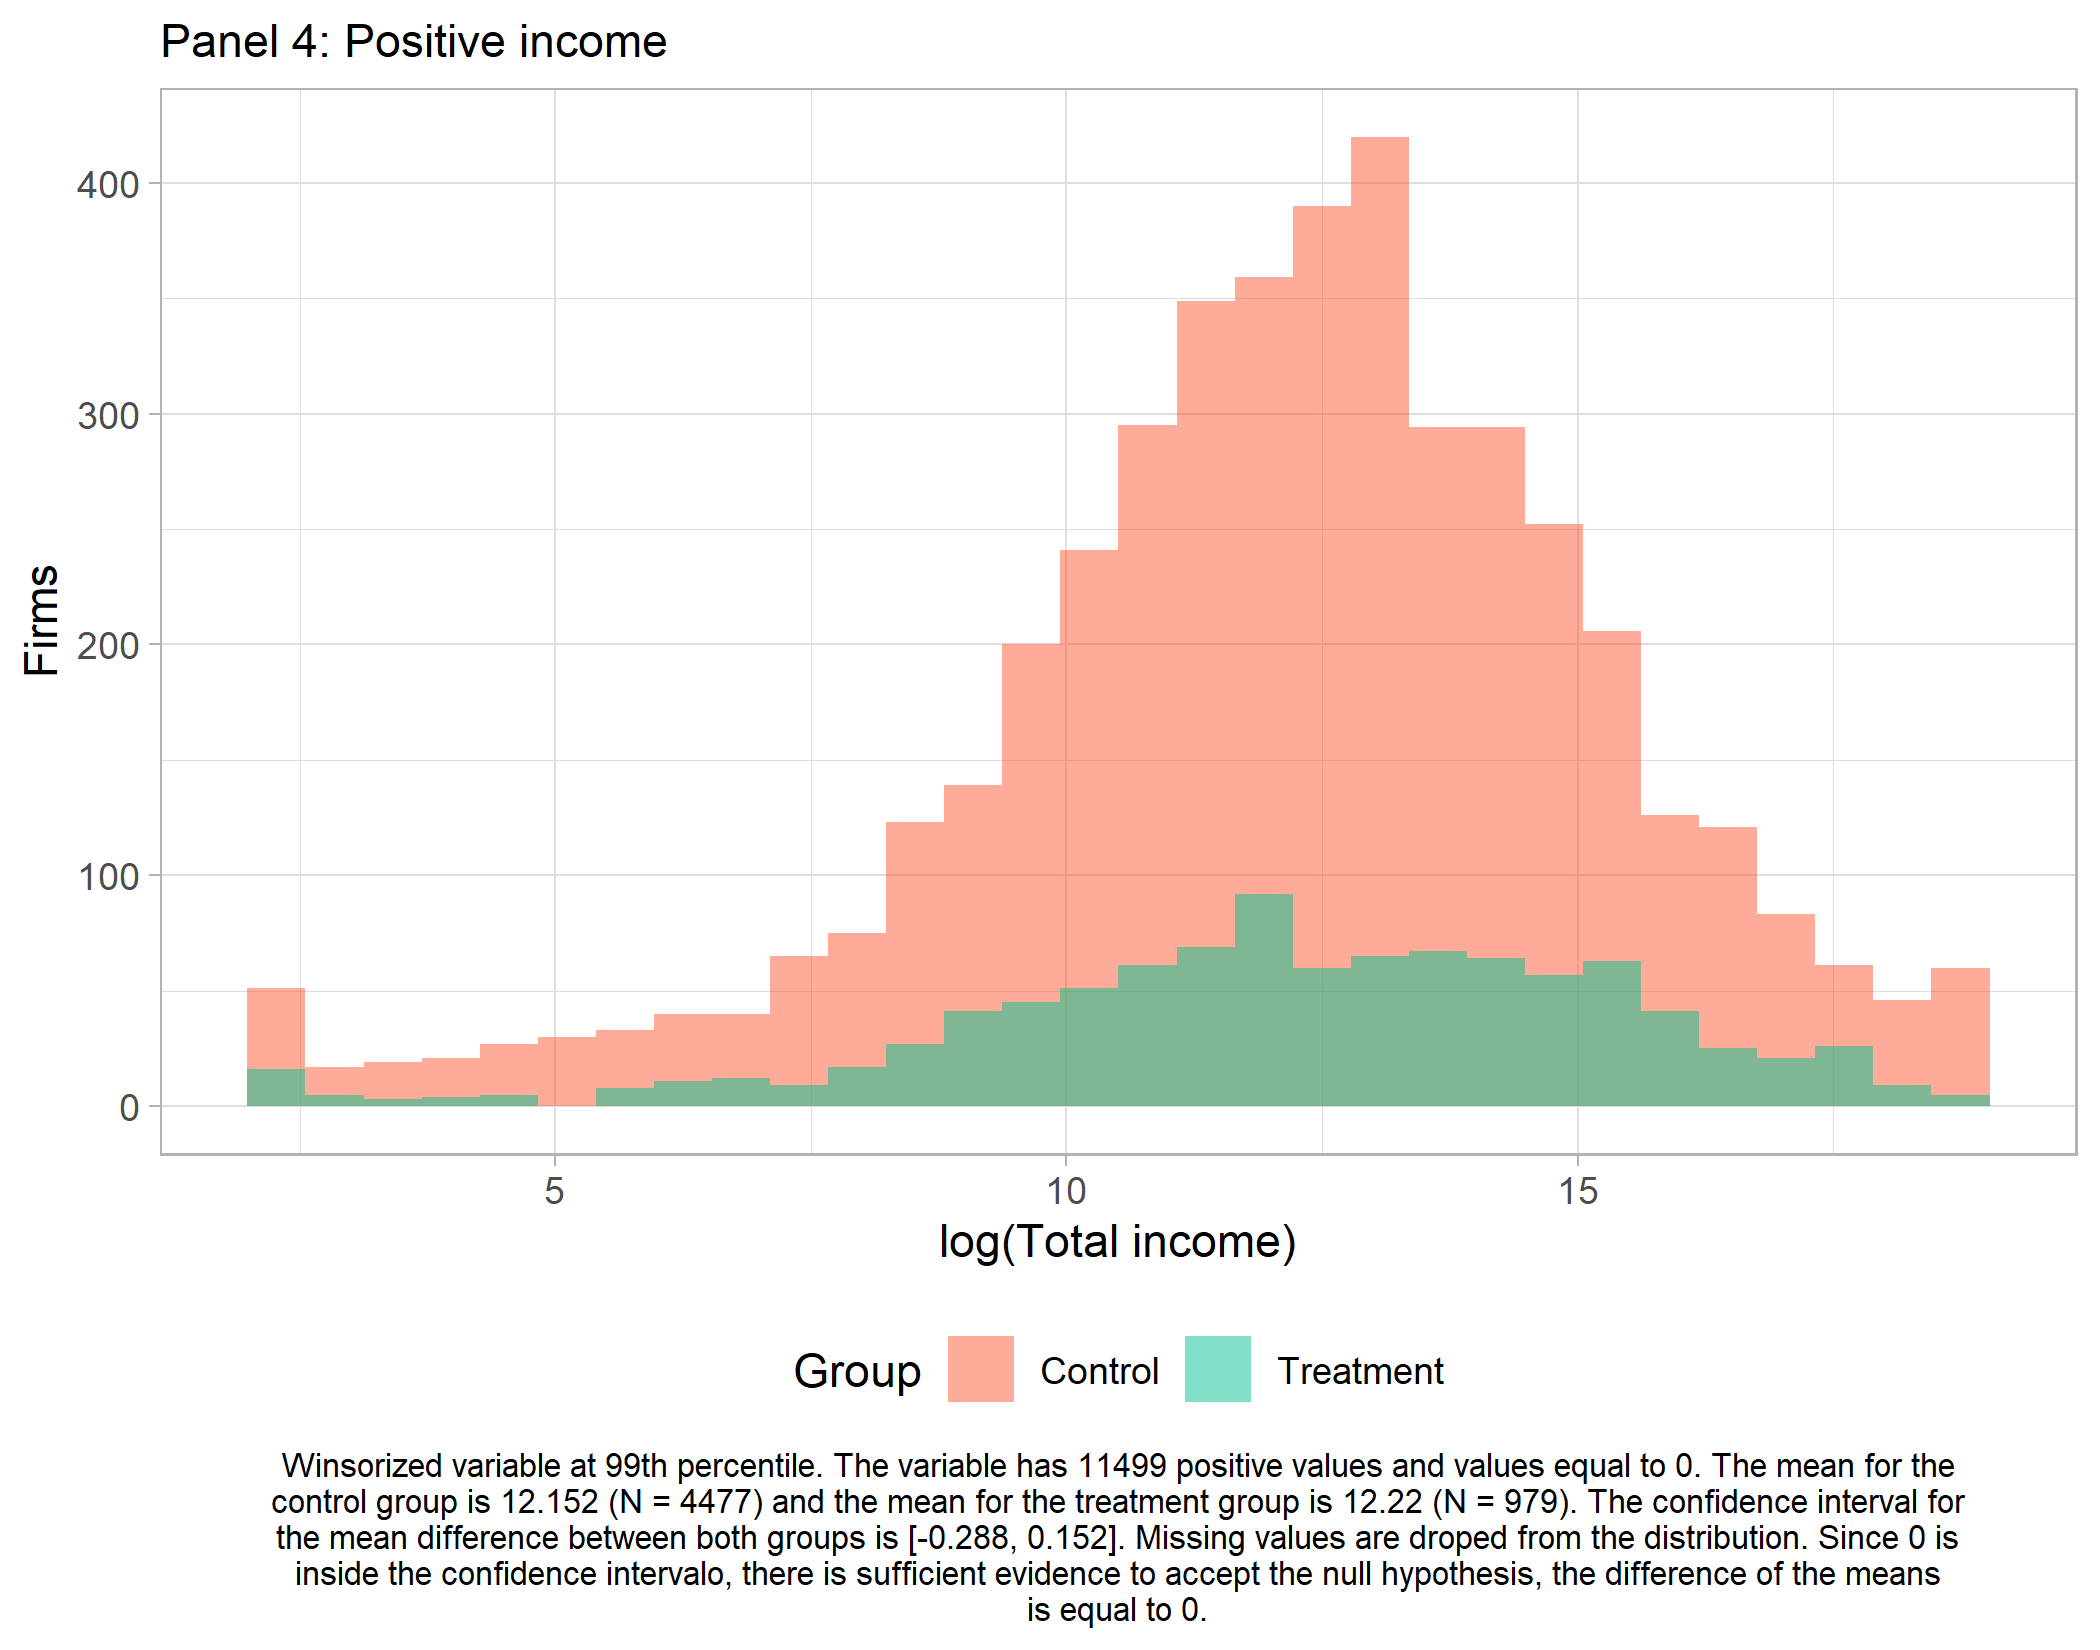 Panel 4: Positive income
400
300
200
100
0
Firms
5 10 15
log(Total income)
Group Control Treatment
Winsorized variable at 99th percentile. The variable has 11499 positive values and values equal to 0. The mean for the
control group is 12.152 (N = 4477) and the mean for the treatment group is 12.22 (N = 979). The confidence interval for
the mean difference between both groups is [-0.288, 0.152]. Missing values are droped from the distribution. Since 0 is
inside the confidence intervalo, there is sufficient evidence to accept the null hypothesis, the difference of the means
is equal to 0.